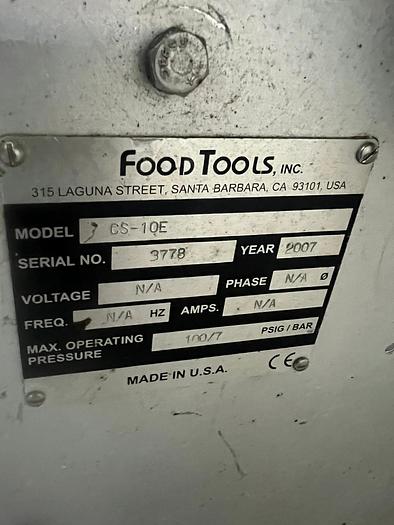 FOOD TOOLS, INC.
315 LAGUNA STREET, SANTA BARBARA, CA 93101, USA
MODEL CS-10E
SERIAL NO. 3778 YEAR 2007
VOLTAGE N/A PHASE N/A Ø
FREQ. N/A HZ AMPS. N/A
MAX. OPERATING PRESSURE 100/7 PSIG / BAR
MADE IN U.S.A. CE